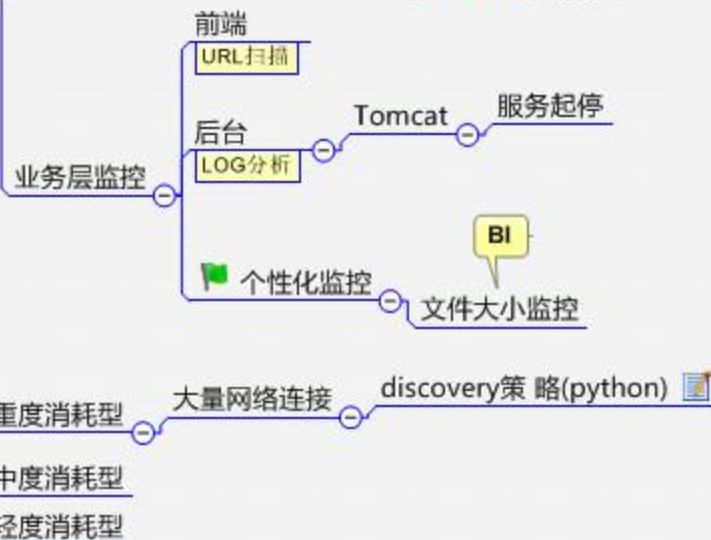 前端
URL扫描
后台
LOG分析
Tomcat
服务起停
业务层监控
BI
个性化监控
文件大小监控
大量网络连接
discovery策 略(python)
重度消耗型
中度消耗型
轻度消耗型